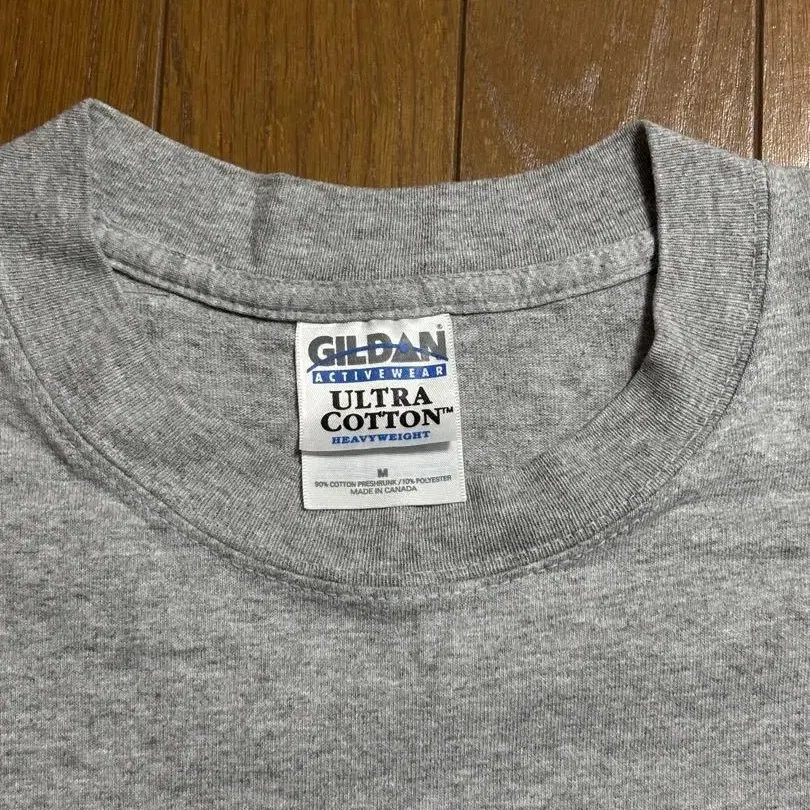 GILDAN®
ACTIVEWEAR
ULTRA
COTTON™
HEAVYWEIGHT
M
90% COTTON PRESHRUNK / 10% POLYESTER
MADE IN CANADA